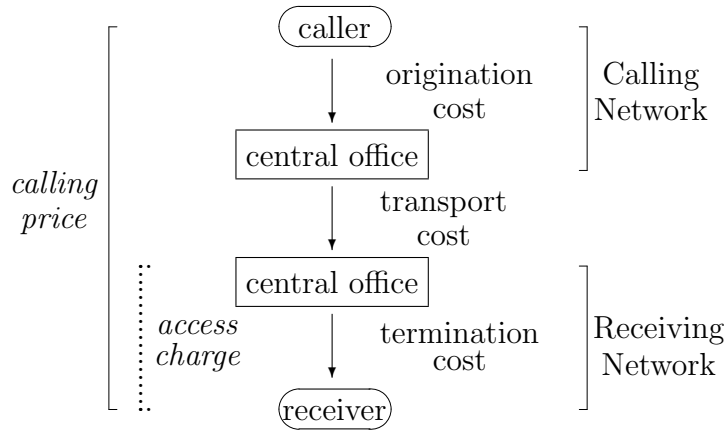 caller
origination
cost
Calling
Network
central office
calling
price
transport
cost
central office
access
charge
termination
cost
Receiving
Network
receiver